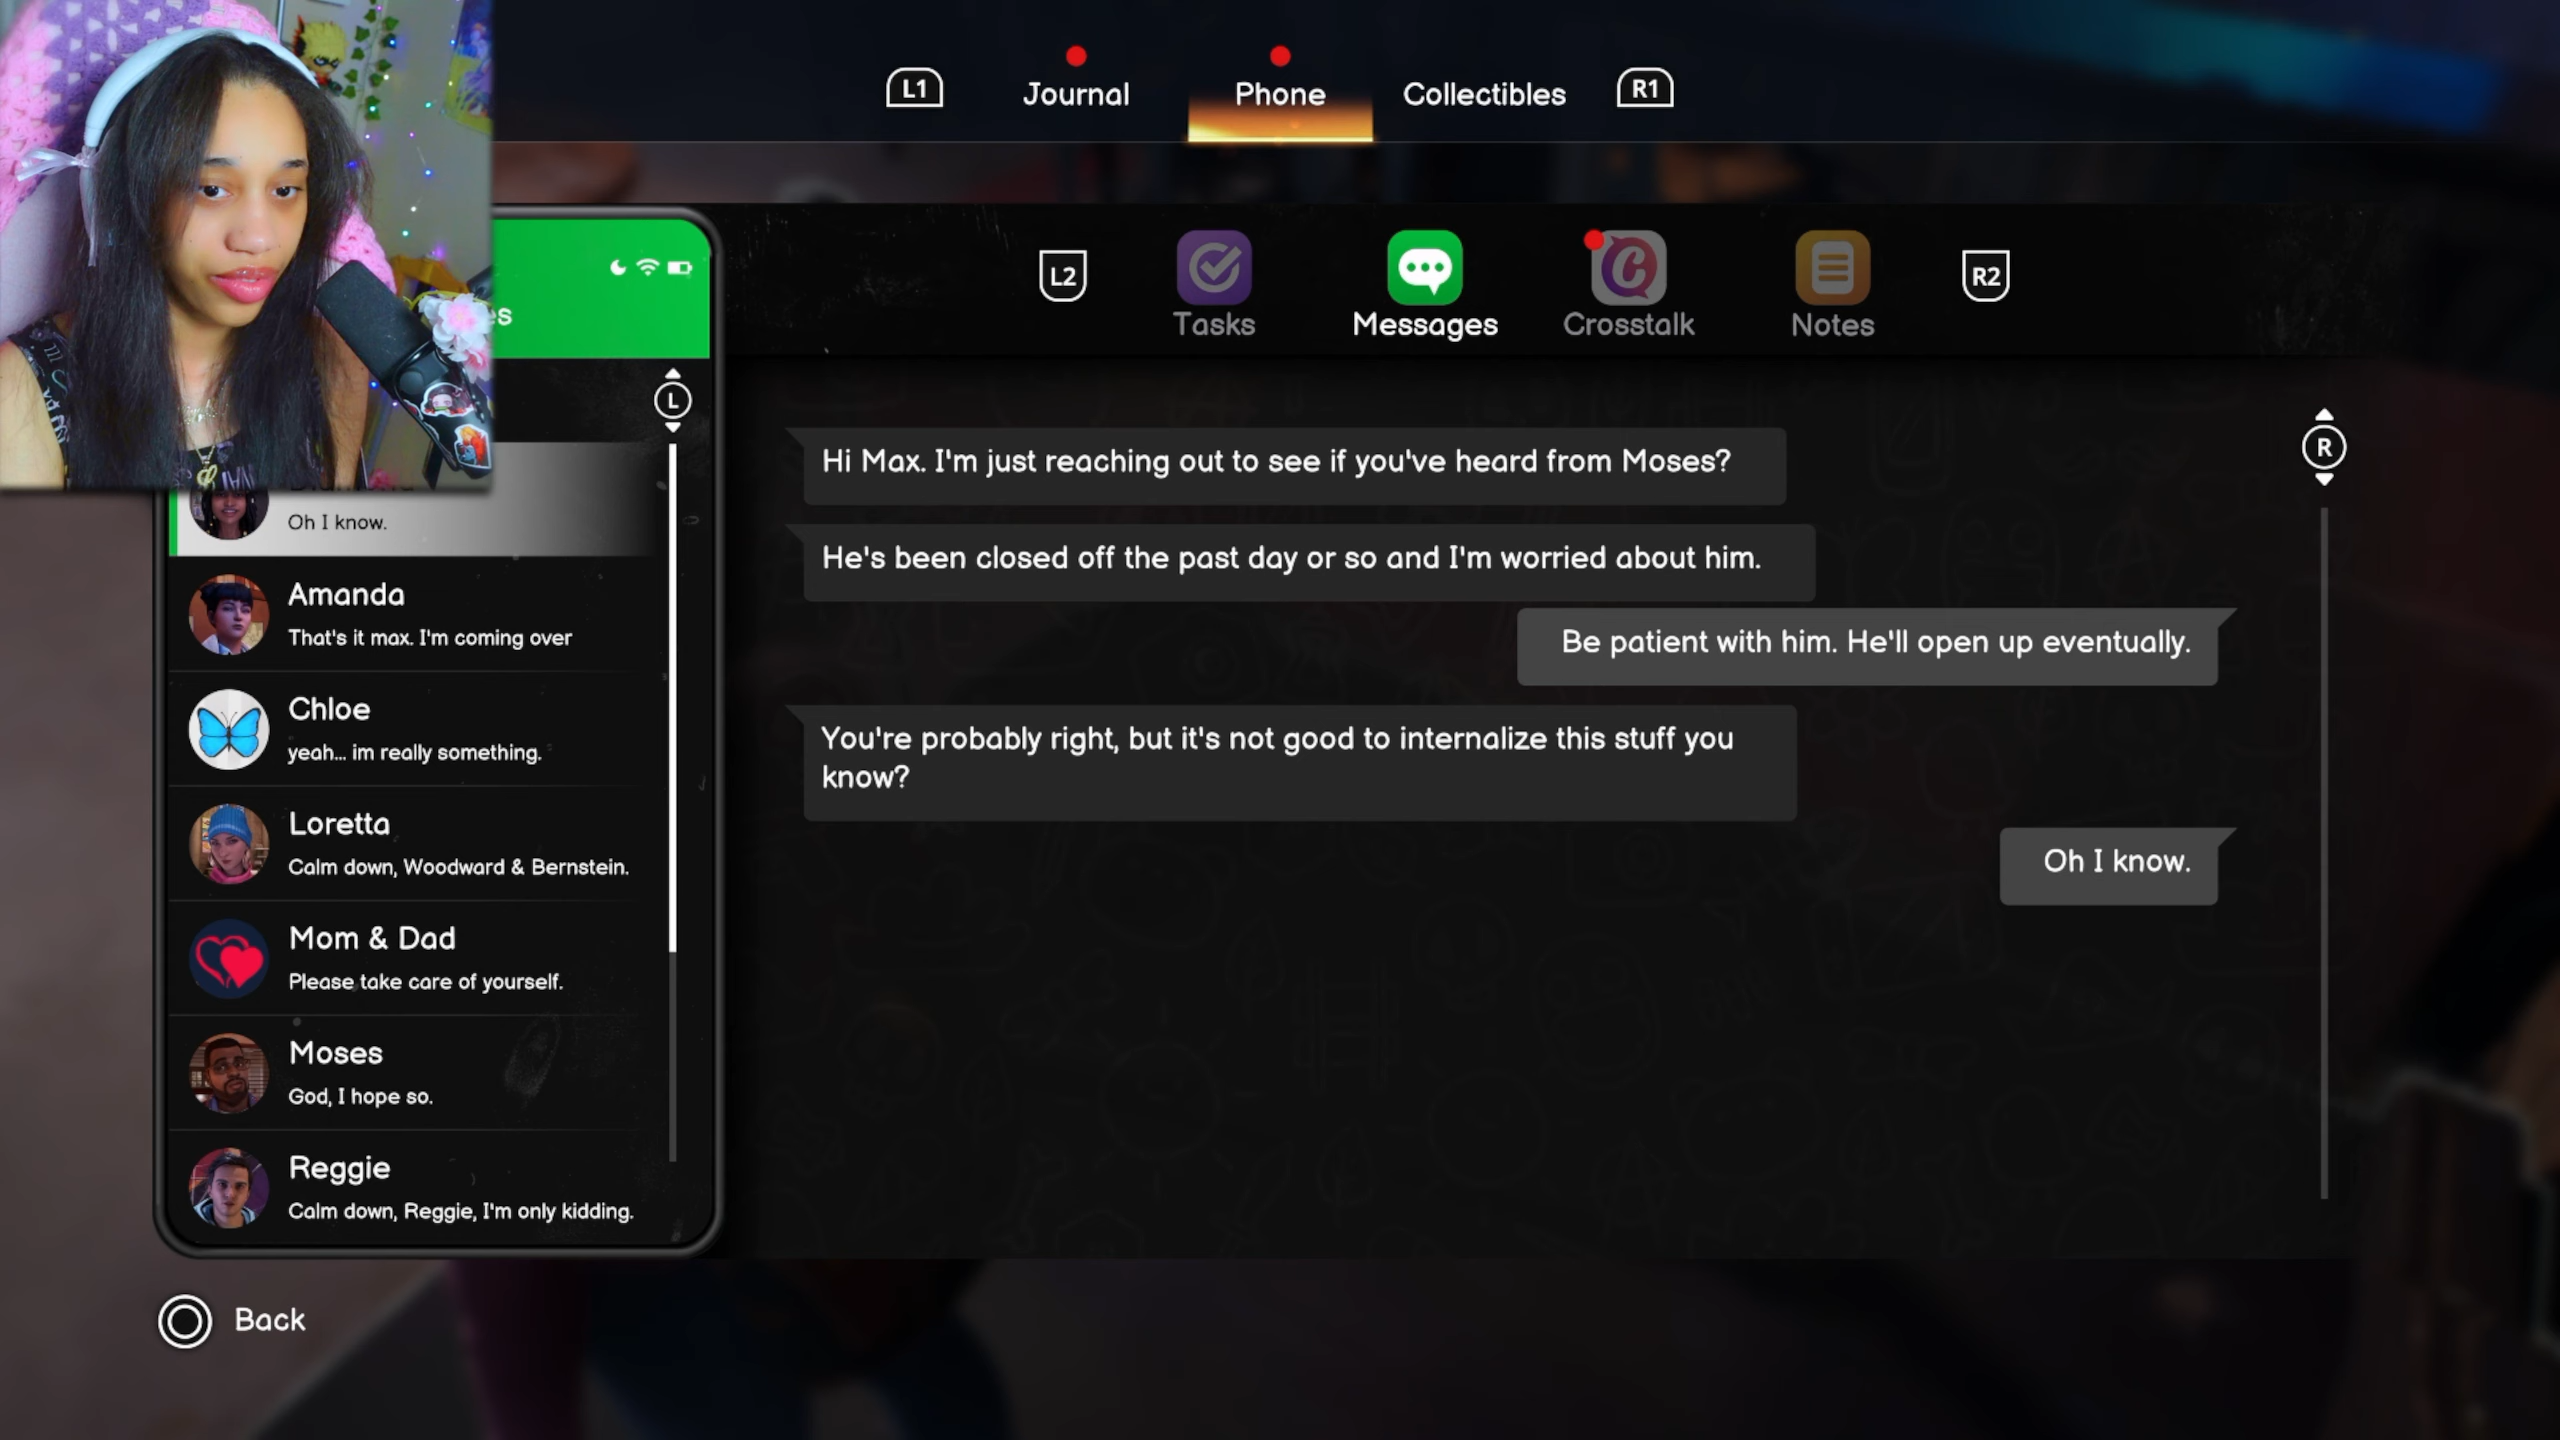 L1
Journal
Phone
Collectibles
R1
L2
Tasks
Messages
Crosstalk
Notes
R2
L
Oh I know.
Amanda
That's it max. I'm coming over
Chloe
yeah... im really something.
Loretta
Calm down, Woodward & Bernstein.
Mom & Dad
Please take care of yourself.
Moses
God, I hope so.
Reggie
Calm down, Reggie, I'm only kidding.
Hi Max. I'm just reaching out to see if you've heard from Moses?
He's been closed off the past day or so and I'm worried about him.
Be patient with him. He'll open up eventually.
You're probably right, but it's not good to internalize this stuff you
know?
Oh I know.
R
Back